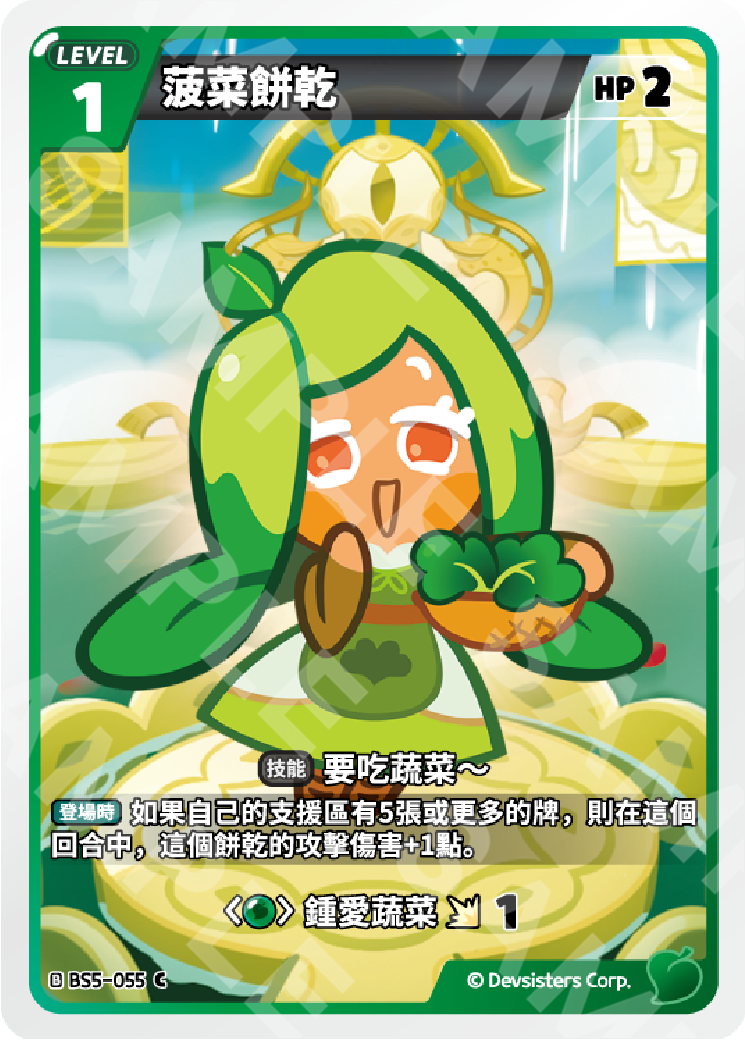 LEVEL
1
菠菜餅乾
HP 2
技能 要吃蔬菜～
登場時 如果自己的支援區有5張或更多的牌，則在這個
回合中，這個餅乾的攻擊傷害+1點。
鍾愛蔬菜 1
B BS5-055 C
© Devsisters Corp.
SAMPLE